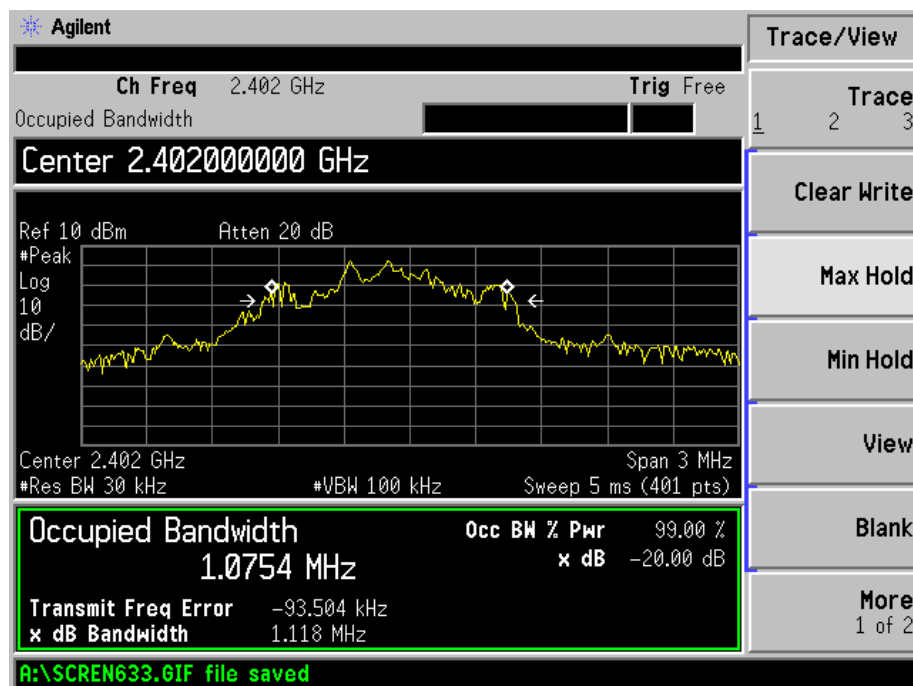 Agilent
Ch Freq 2.402 GHz Trig Free
Occupied Bandwidth
Center 2.402000000 GHz
Ref 10 dBm Atten 20 dB
#Peak
Log
10
dB/
Center 2.402 GHz Span 3 MHz
#Res BW 30 kHz #VBW 100 kHz Sweep 5 ms (401 pts)
Occupied Bandwidth
1.0754 MHz
Occ BW % Pwr 99.00 %
x dB -20.00 dB
Transmit Freq Error -93.504 kHz
x dB Bandwidth 1.118 MHz
A:\SCREN633.GIF file saved
Trace/View
Trace
1 2 3
Clear Write
Max Hold
Min Hold
View
Blank
More
1 of 2